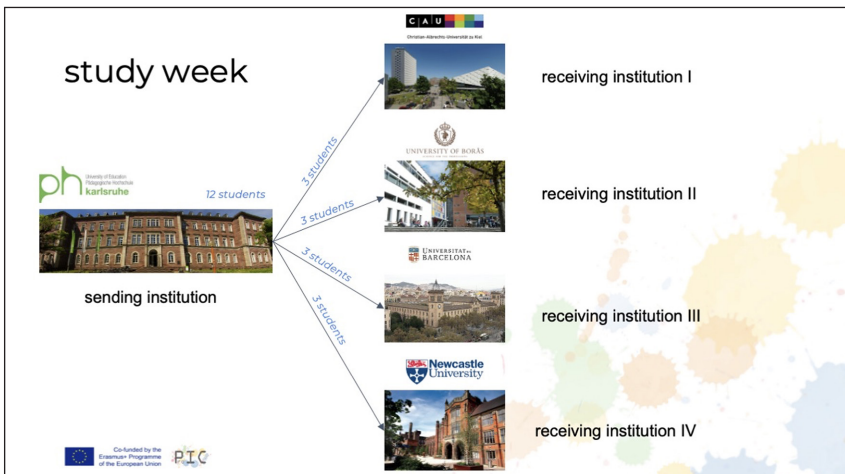 CAU
Christian-Albrechts-Universität zu Kiel
study week
receiving institution I
3 students
UNIVERSITY OF BORÅS
University of Education
Pädagogische Hochschule
ph karlsruhe
12 students
3 students
receiving institution II
sending institution
3 students
UNIVERSITAT DE
BARCELONA
receiving institution III
3 students
Newcastle
University
receiving institution IV
Co-funded by the
Erasmus+ Programme
of the European Union
PIC